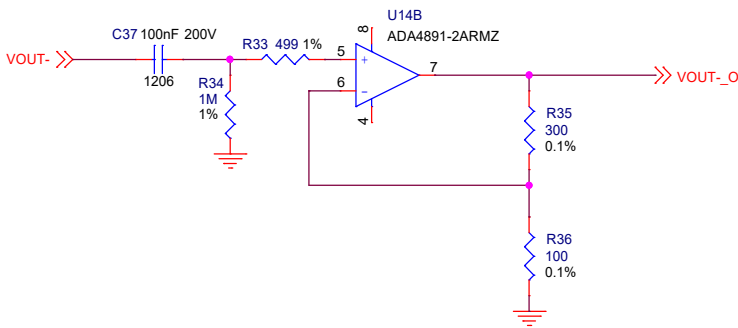 U14B
ADA4891-2ARMZ
C37 100nF 200V
1206
VOUT-
R33 499 1%
R34
1M
1%
8
5
+
6
-
4
7
VOUT-_O
R35
300
0.1%
R36
100
0.1%